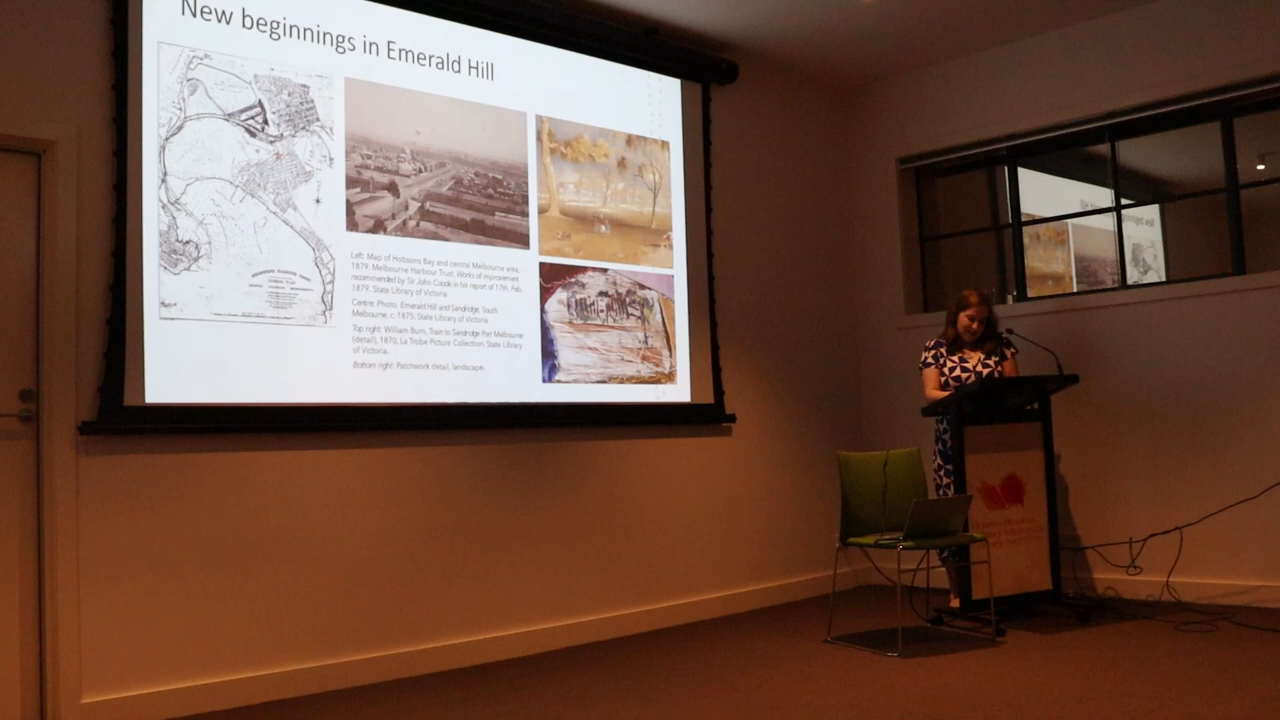 New beginnings in Emerald Hill
Left: Map of Hobsons Bay and central Melbourne area,
1879. Melbourne Harbour Trust, Works of improvement
recommended by Sir John Coode in his report of 17th, Feb,
1879. State Library of Victoria
Centre: Photo, Emerald Hill and Sandridge, South
Melbourne, c. 1875. State Library of Victoria
Top right: William Burn, Train to Sandridge Port Melbourne
(detail), 1870, La Trobe Picture Collection. State Library
of Victoria.
Bottom right: Patchwork detail, landscape.